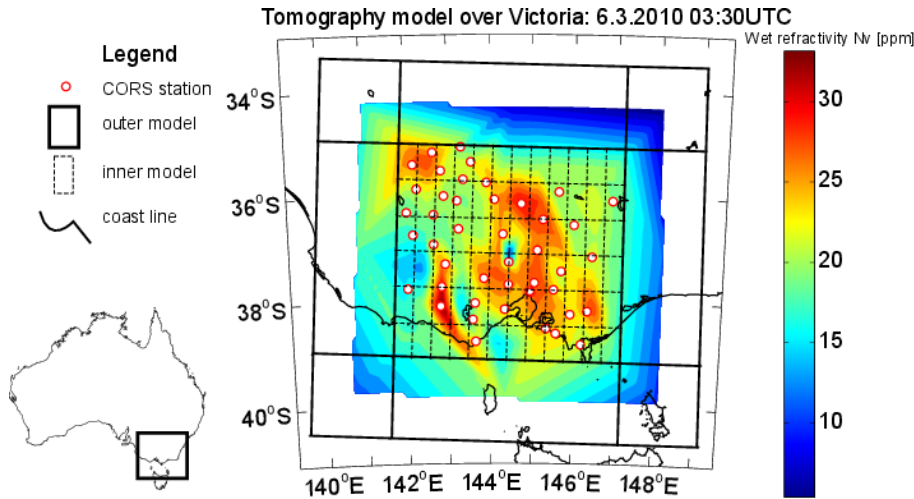 Tomography model over Victoria: 6.3.2010 03:30UTC
Wet refractivity Nv [ppm]
Legend
CORS station
outer model
inner model
coast line
34°S
36°S
38°S
40°S
140°E 142°E 144°E 146°E 148°E
30
25
20
15
10